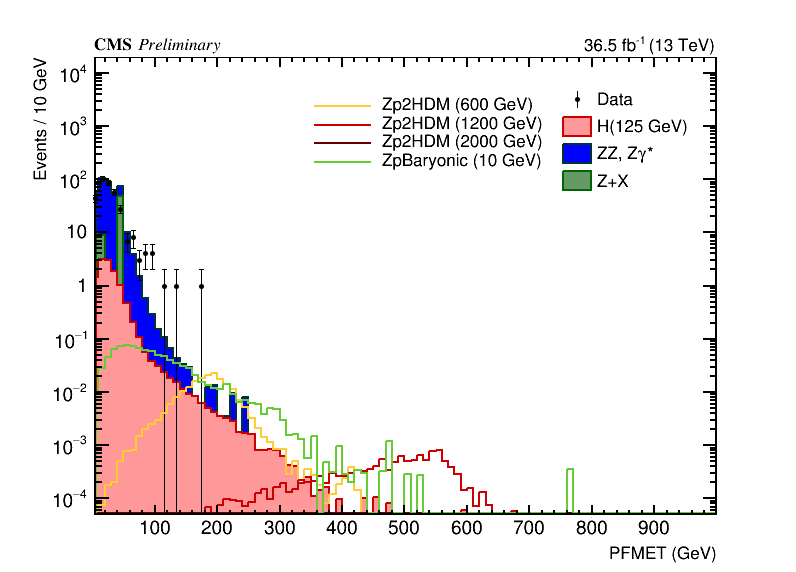 CMS Preliminary
36.5 fb⁻¹ (13 TeV)
Events / 10 GeV
10⁴
10³
10²
10
1
10⁻¹
10⁻²
10⁻³
10⁻⁴
Zp2HDM (600 GeV)
Zp2HDM (1200 GeV)
Zp2HDM (2000 GeV)
ZpBaryonic (10 GeV)
Data
H(125 GeV)
ZZ, Zγ*
Z+X
100 200 300 400 500 600 700 800 900
PFMET (GeV)